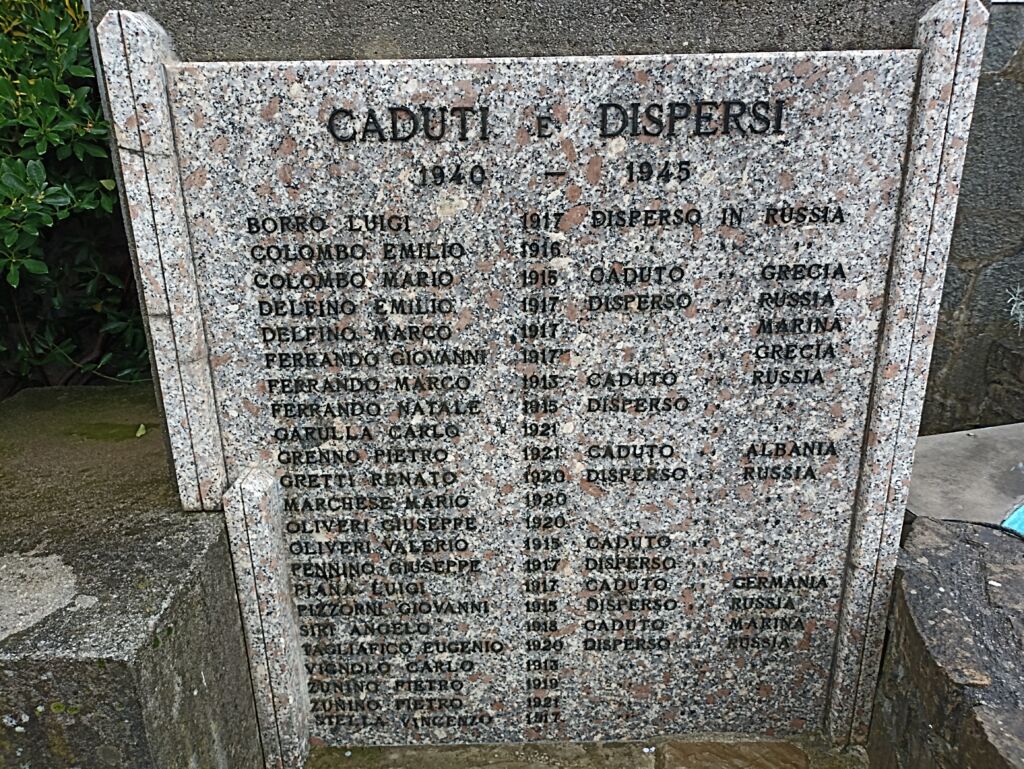 CADUTI E DISPERSI
1940 – 1945
BORRO LUIGI 1917 DISPERSO IN RUSSIA
COLOMBO EMILIO 1916 " " "
COLOMBO MARIO 1915 CADUTO " GRECIA
DELFINO EMILIO 1917 DISPERSO " RUSSIA
DELFINO MARCO 1917 " " MARINA
FERRANDO GIOVANNI 1917 " " GRECIA
FERRANDO MARCO 1913 CADUTO " RUSSIA
FERRANDO NATALE 1915 DISPERSO " "
GARULLA CARLO 1921 " " "
GRENNO PIETRO 1921 CADUTO " ALBANIA
GRETTI RENATO 1920 DISPERSO " RUSSIA
MARCHESE MARIO 1920 " " "
OLIVERI GIUSEPPE 1920 " " "
OLIVERI VALERIO 1915 CADUTO " "
PENNINO GIUSEPPE 1917 DISPERSO " "
PIANA LUIGI 1917 CADUTO " GERMANIA
PIZZORNI GIOVANNI 1915 DISPERSO " RUSSIA
SIRI ANGELO 1918 CADUTO " MARINA
TAGLIAFICO EUGENIO 1920 DISPERSO " RUSSIA
VIGNOLO CARLO 1913 " " "
ZUNINO PIETRO 1919 " " "
ZUNINO PIETRO 1921 " " "
STELLA VINCENZO 1917 " " "